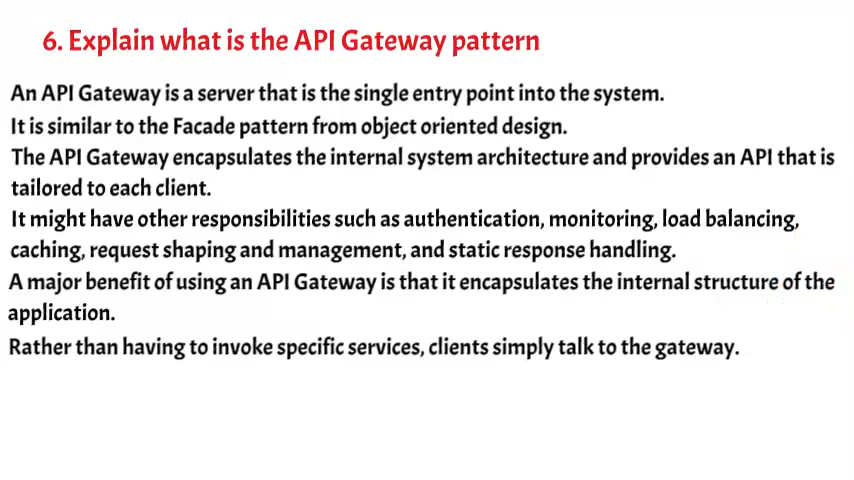 6. Explain what is the API Gateway pattern
An API Gateway is a server that is the single entry point into the system.
It is similar to the Facade pattern from object oriented design.
The API Gateway encapsulates the internal system architecture and provides an API that is
tailored to each client.
It might have other responsibilities such as authentication, monitoring, load balancing,
caching, request shaping and management, and static response handling.
A major benefit of using an API Gateway is that it encapsulates the internal structure of the
application.
Rather than having to invoke specific services, clients simply talk to the gateway.